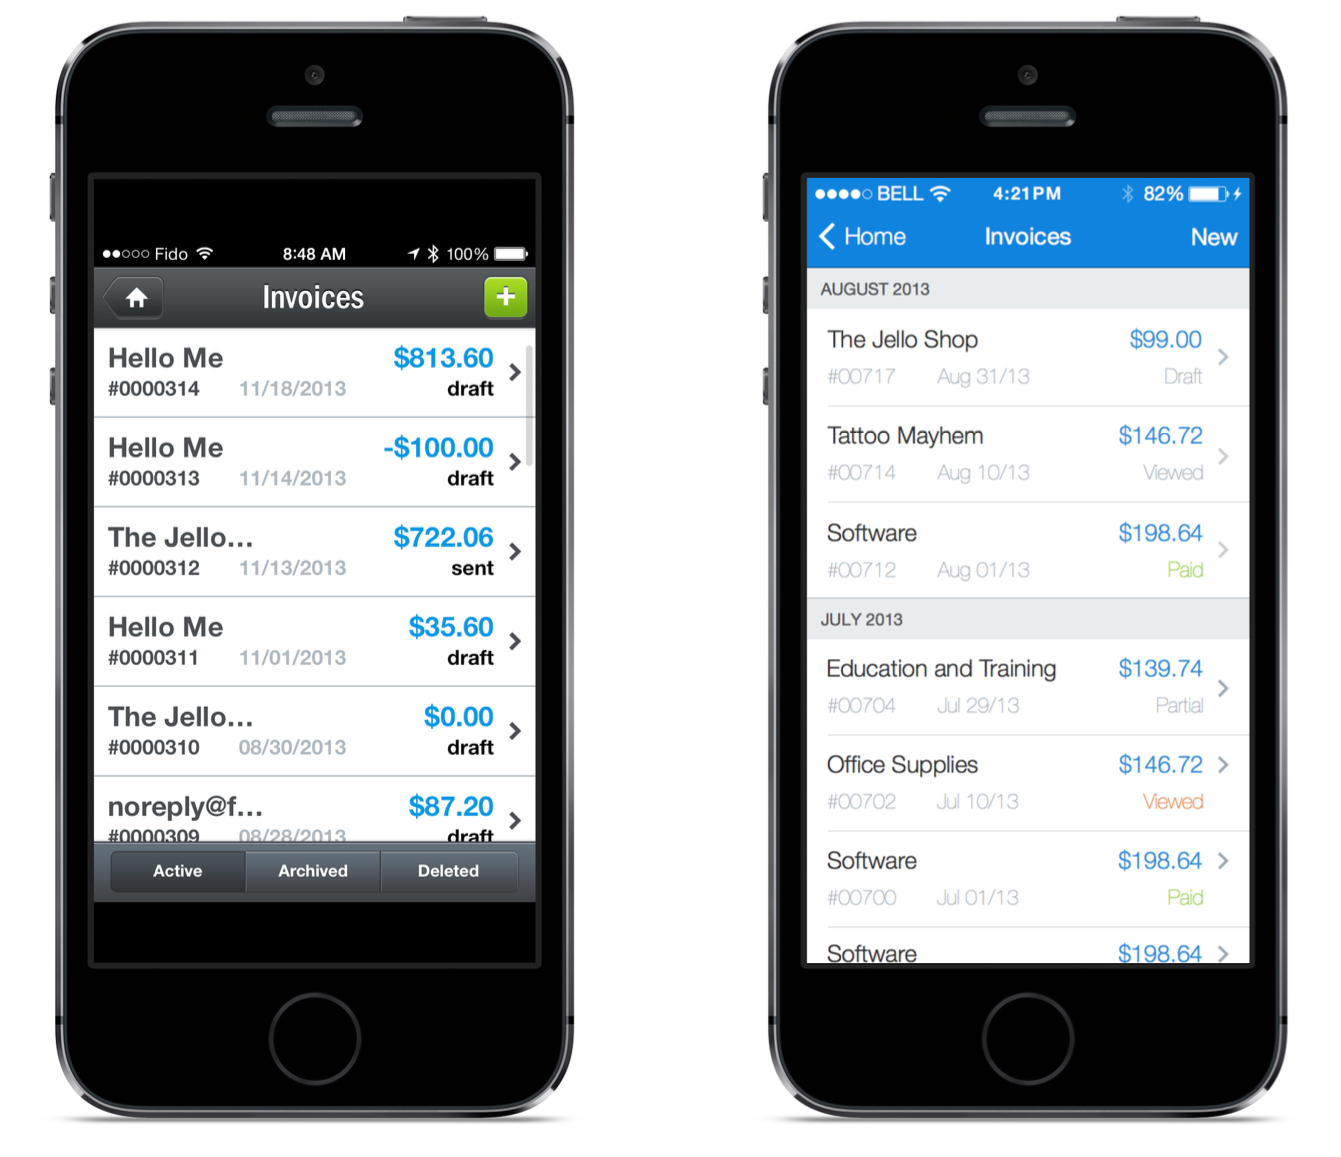 Fido 8:48 AM 100%
Invoices +
Hello Me $813.60
#0000314 11/18/2013 draft
Hello Me -$100.00
#0000313 11/14/2013 draft
The Jello... $722.06
#0000312 11/13/2013 sent
Hello Me $35.60
#0000311 11/01/2013 draft
The Jello... $0.00
#0000310 08/30/2013 draft
noreply@f... $87.20
#0000309 08/28/2013 draft
Active Archived Deleted
BELL 4:21PM 82%
Home Invoices New
AUGUST 2013
The Jello Shop $99.00
#00717 Aug 31/13 Draft
Tattoo Mayhem $146.72
#00714 Aug 10/13 Viewed
Software $198.64
#00712 Aug 01/13 Paid
JULY 2013
Education and Training $139.74
#00704 Jul 29/13 Partial
Office Supplies $146.72
#00702 Jul 10/13 Viewed
Software $198.64
#00700 Jul 01/13 Paid
Software $198.64